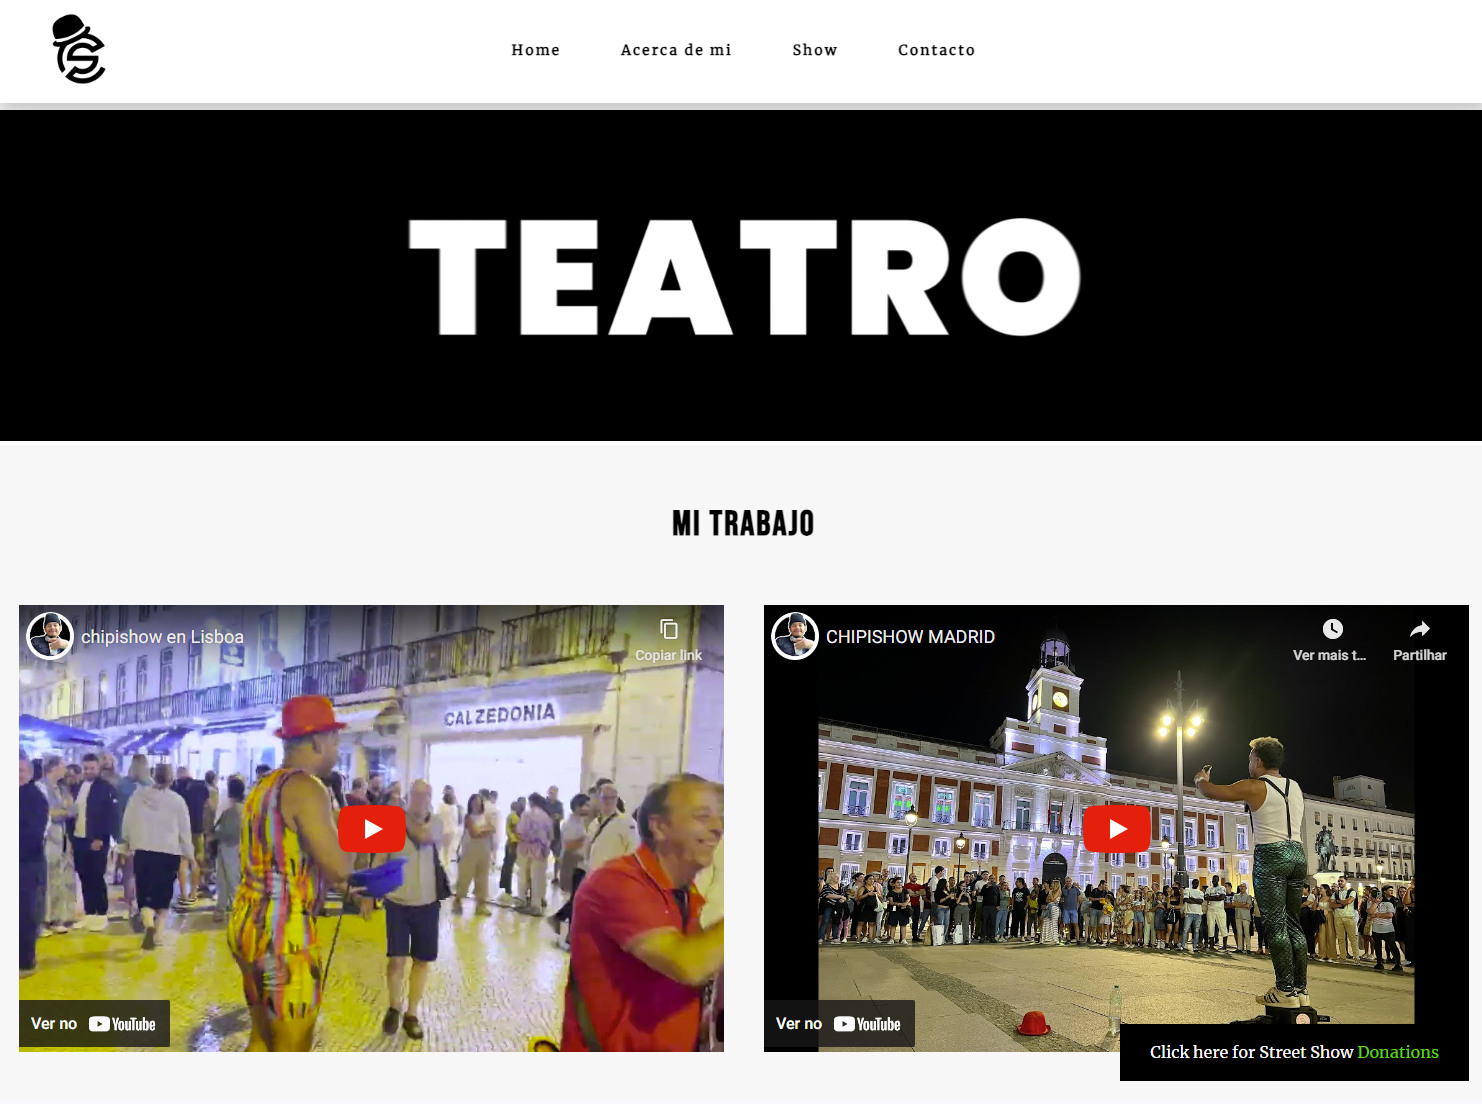 Home
Acerca de mi
Show
Contacto
TEATRO
MI TRABAJO
chipishow en Lisboa
Copiar link
CALZEDONIA
Ver no YouTube
CHIPISHOW MADRID
Ver mais t...
Partilhar
Ver no YouTube
Click here for Street Show Donations